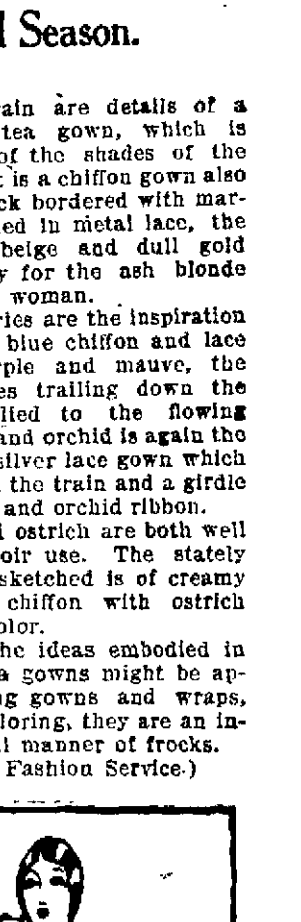 Season.
rain are details of a
tea gown, which is
of the shades of the
is a chiffon gown also
ck bordered with mar-
ed in metal lace, the
beige and dull gold
y for the ash blonde
woman.
ries are the inspiration
blue chiffon and lace
rple and mauve, the
es trailing down the
lied to the flowing
and orchid is again the
silver lace gown which
the train and a girdle
and orchid ribbon.
ostrich are both well
oir use. The stately
sketched is of creamy
chiffon with ostrich
olor.
he ideas embodied in
a gowns might be ap-
ng gowns and wraps,
loring, they are an in-
l manner of frocks.
Fashion Service.)